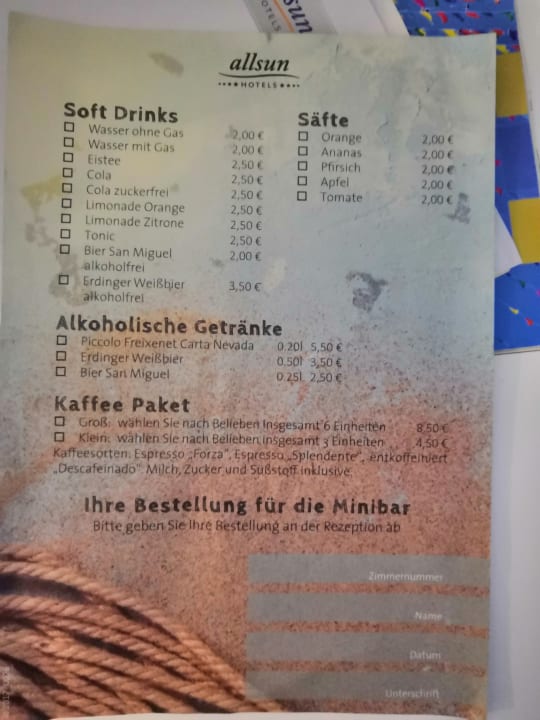 sun
HOTELS
allsun
HOTELS
Soft Drinks
Wasser ohne Gas 2,00 €
Wasser mit Gas 2,00 €
Eistee 2,50 €
Cola 2,50 €
Cola zuckerfrei 2,50 €
Limonade Orange 2,50 €
Limonade Zitrone 2,50 €
Tonic 2,50 €
Bier San Miguel 2,00 €
alkoholfrei
Erdinger Weißbier 3,50 €
alkoholfrei
Säfte
Orange 2,00 €
Ananas 2,00 €
Pfirsich 2,00 €
Apfel 2,00 €
Tomate 2,00 €
Alkoholische Getränke
Piccolo Freixenet Carta Nevada 0.20l 5,50 €
Erdinger Weißbier 0.50l 3,50 €
Bier San Miguel 0.25l 2,50 €
Kaffee Paket
Groß: wählen Sie nach Belieben insgesamt 6 Einheiten 8,50 €
Klein: wählen Sie nach Belieben insgesamt 3 Einheiten 4,50 €
Kaffeesorten: Espresso „Forza", Espresso „Splendente", entkoffeiniert
„Descafeinado". Milch, Zucker und Süßstoff inklusive.
Ihre Bestellung für die Minibar
Bitte geben Sie Ihre Bestellung an der Rezeption ab
Zimmernummer
Name
Datum
Unterschrift